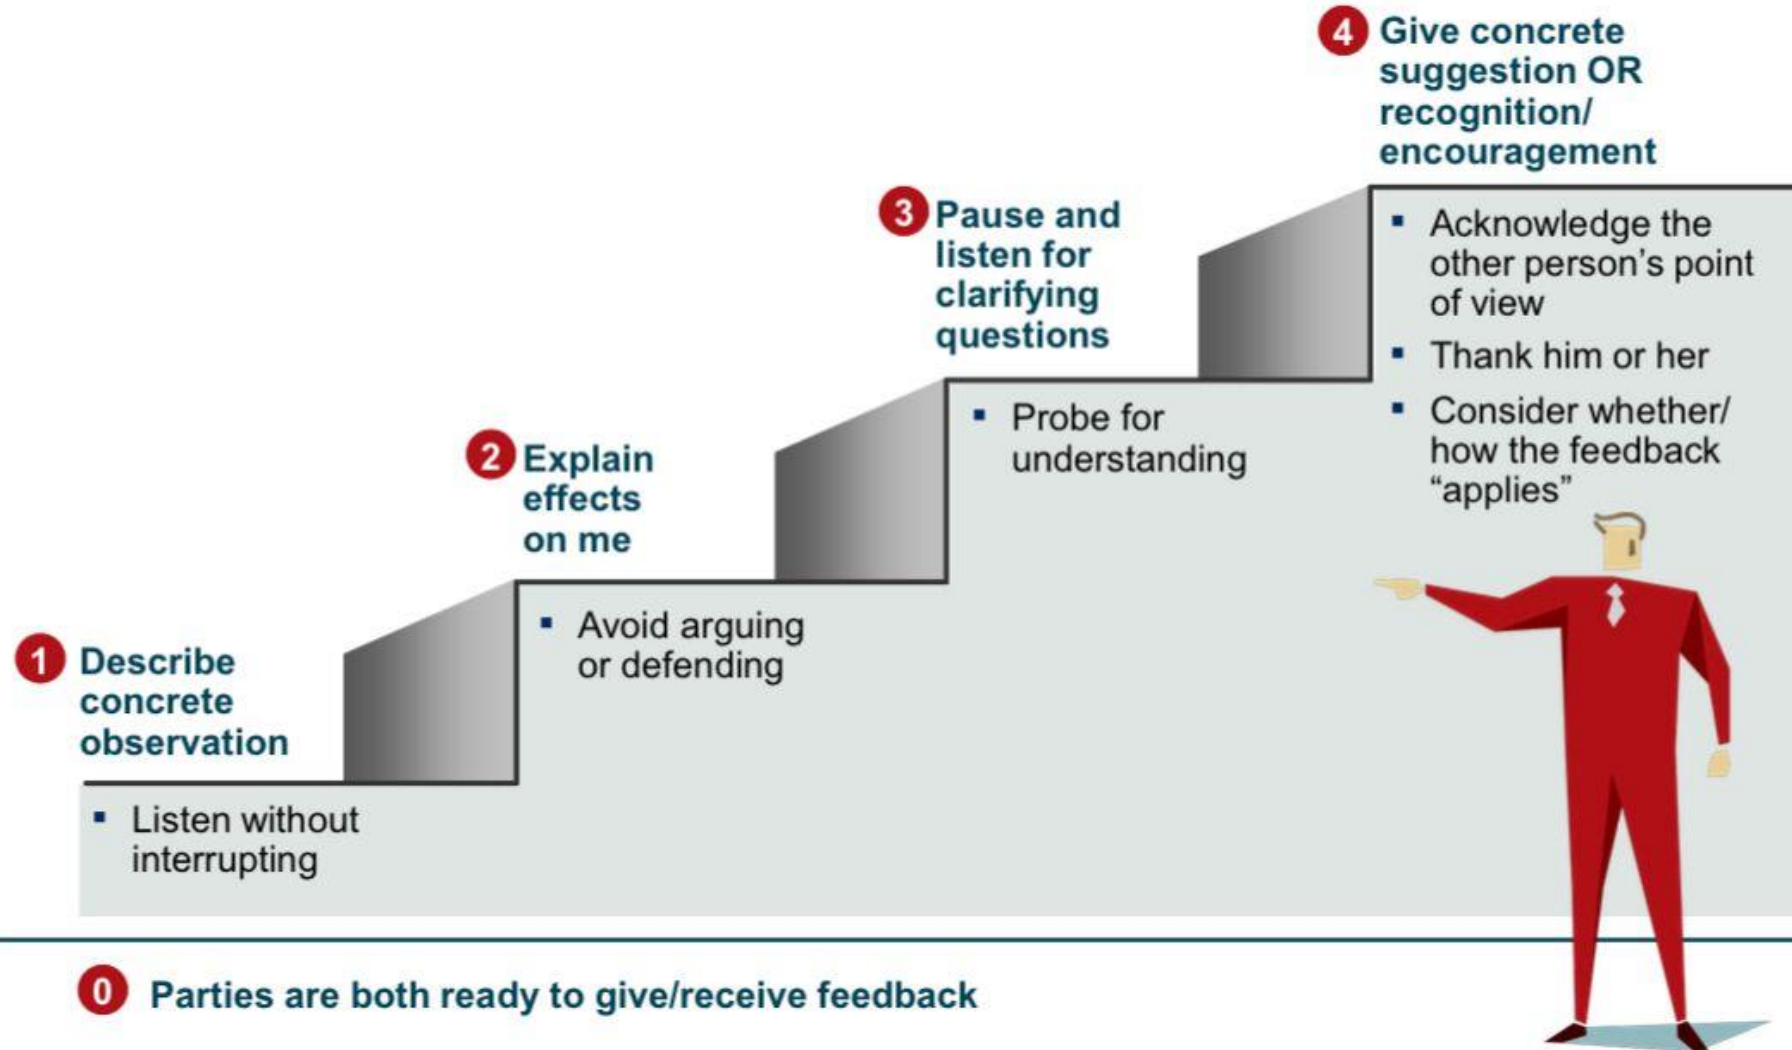 4 Give concrete
suggestion OR
recognition/
encouragement
▪ Acknowledge the
other person’s point
of view
▪ Thank him or her
▪ Consider whether/
how the feedback
“applies”
3 Pause and
listen for
clarifying
questions
▪ Probe for
understanding
2 Explain
effects
on me
▪ Avoid arguing
or defending
1 Describe
concrete
observation
▪ Listen without
interrupting
0 Parties are both ready to give/receive feedback